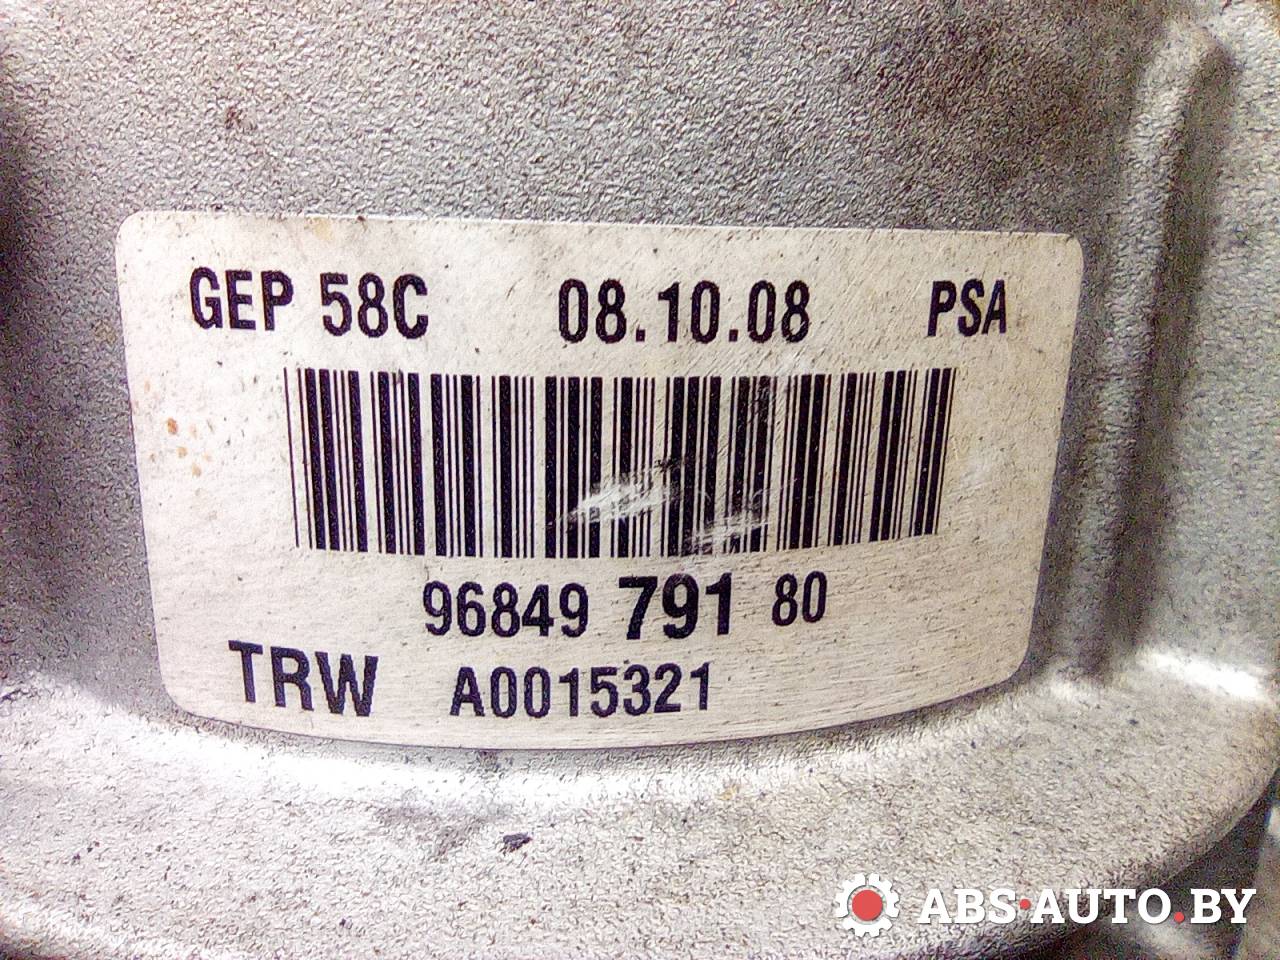 GEP 58C 08.10.08 PSA
96849 791 80
TRW A0015321
ABS·AUTO.BY